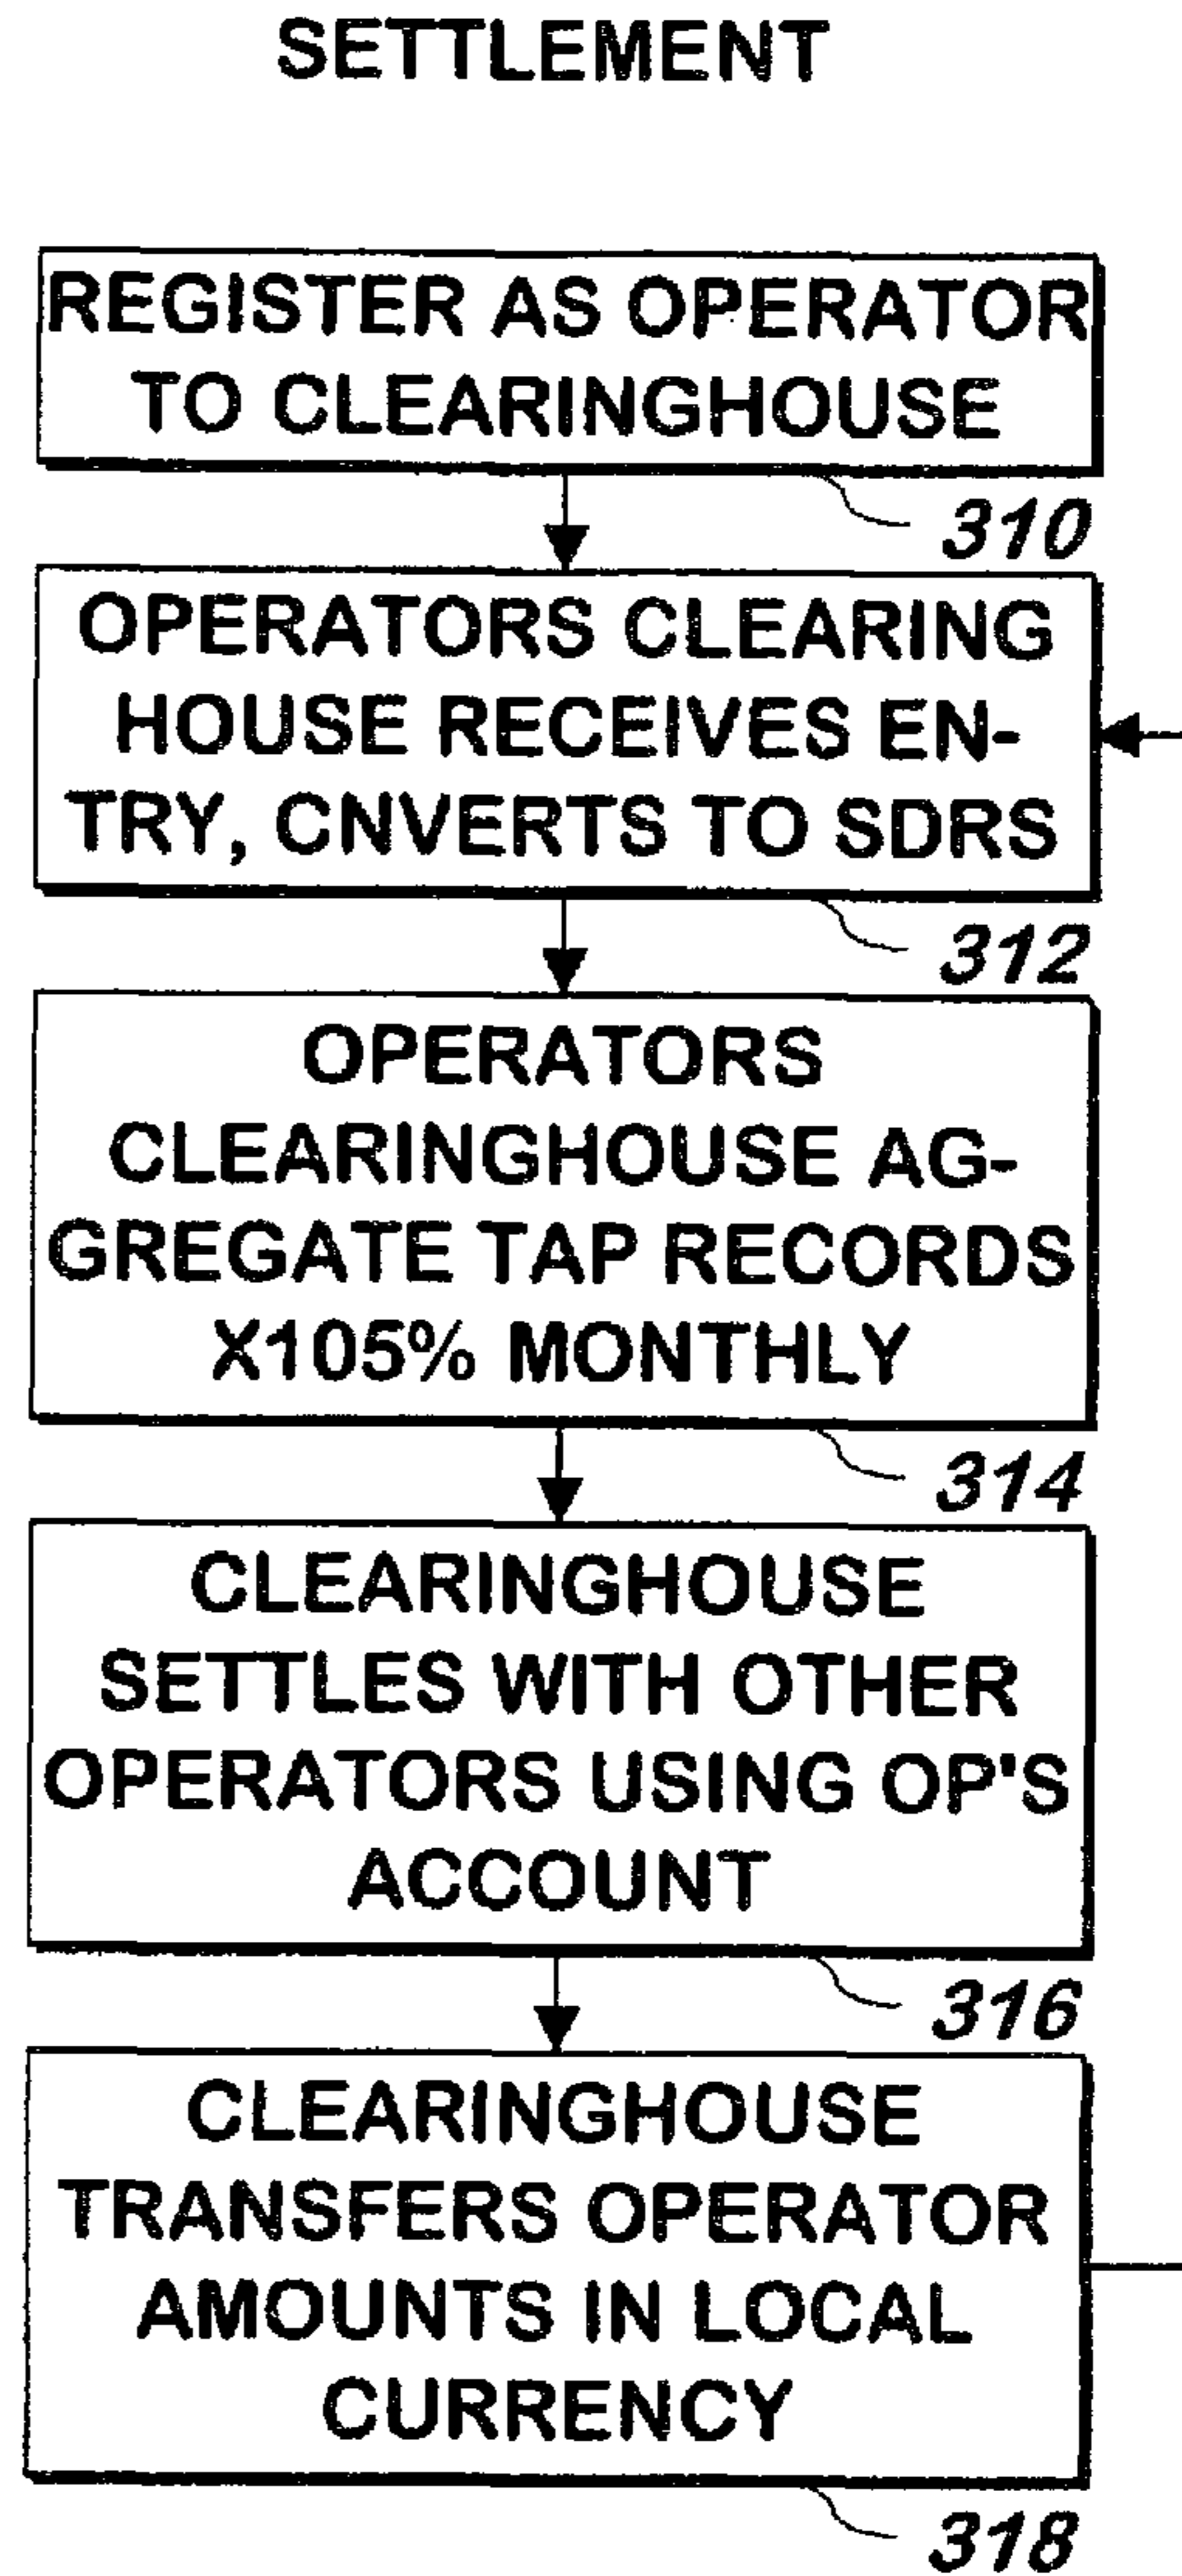 SETTLEMENT
REGISTER AS OPERATOR
TO CLEARINGHOUSE
310
OPERATORS CLEARING
HOUSE RECEIVES EN-
TRY, CNVERTS TO SDRS
312
OPERATORS
CLEARINGHOUSE AG-
GREGATE TAP RECORDS
X105% MONTHLY
314
CLEARINGHOUSE
SETTLES WITH OTHER
OPERATORS USING OP'S
ACCOUNT
316
CLEARINGHOUSE
TRANSFERS OPERATOR
AMOUNTS IN LOCAL
CURRENCY
318